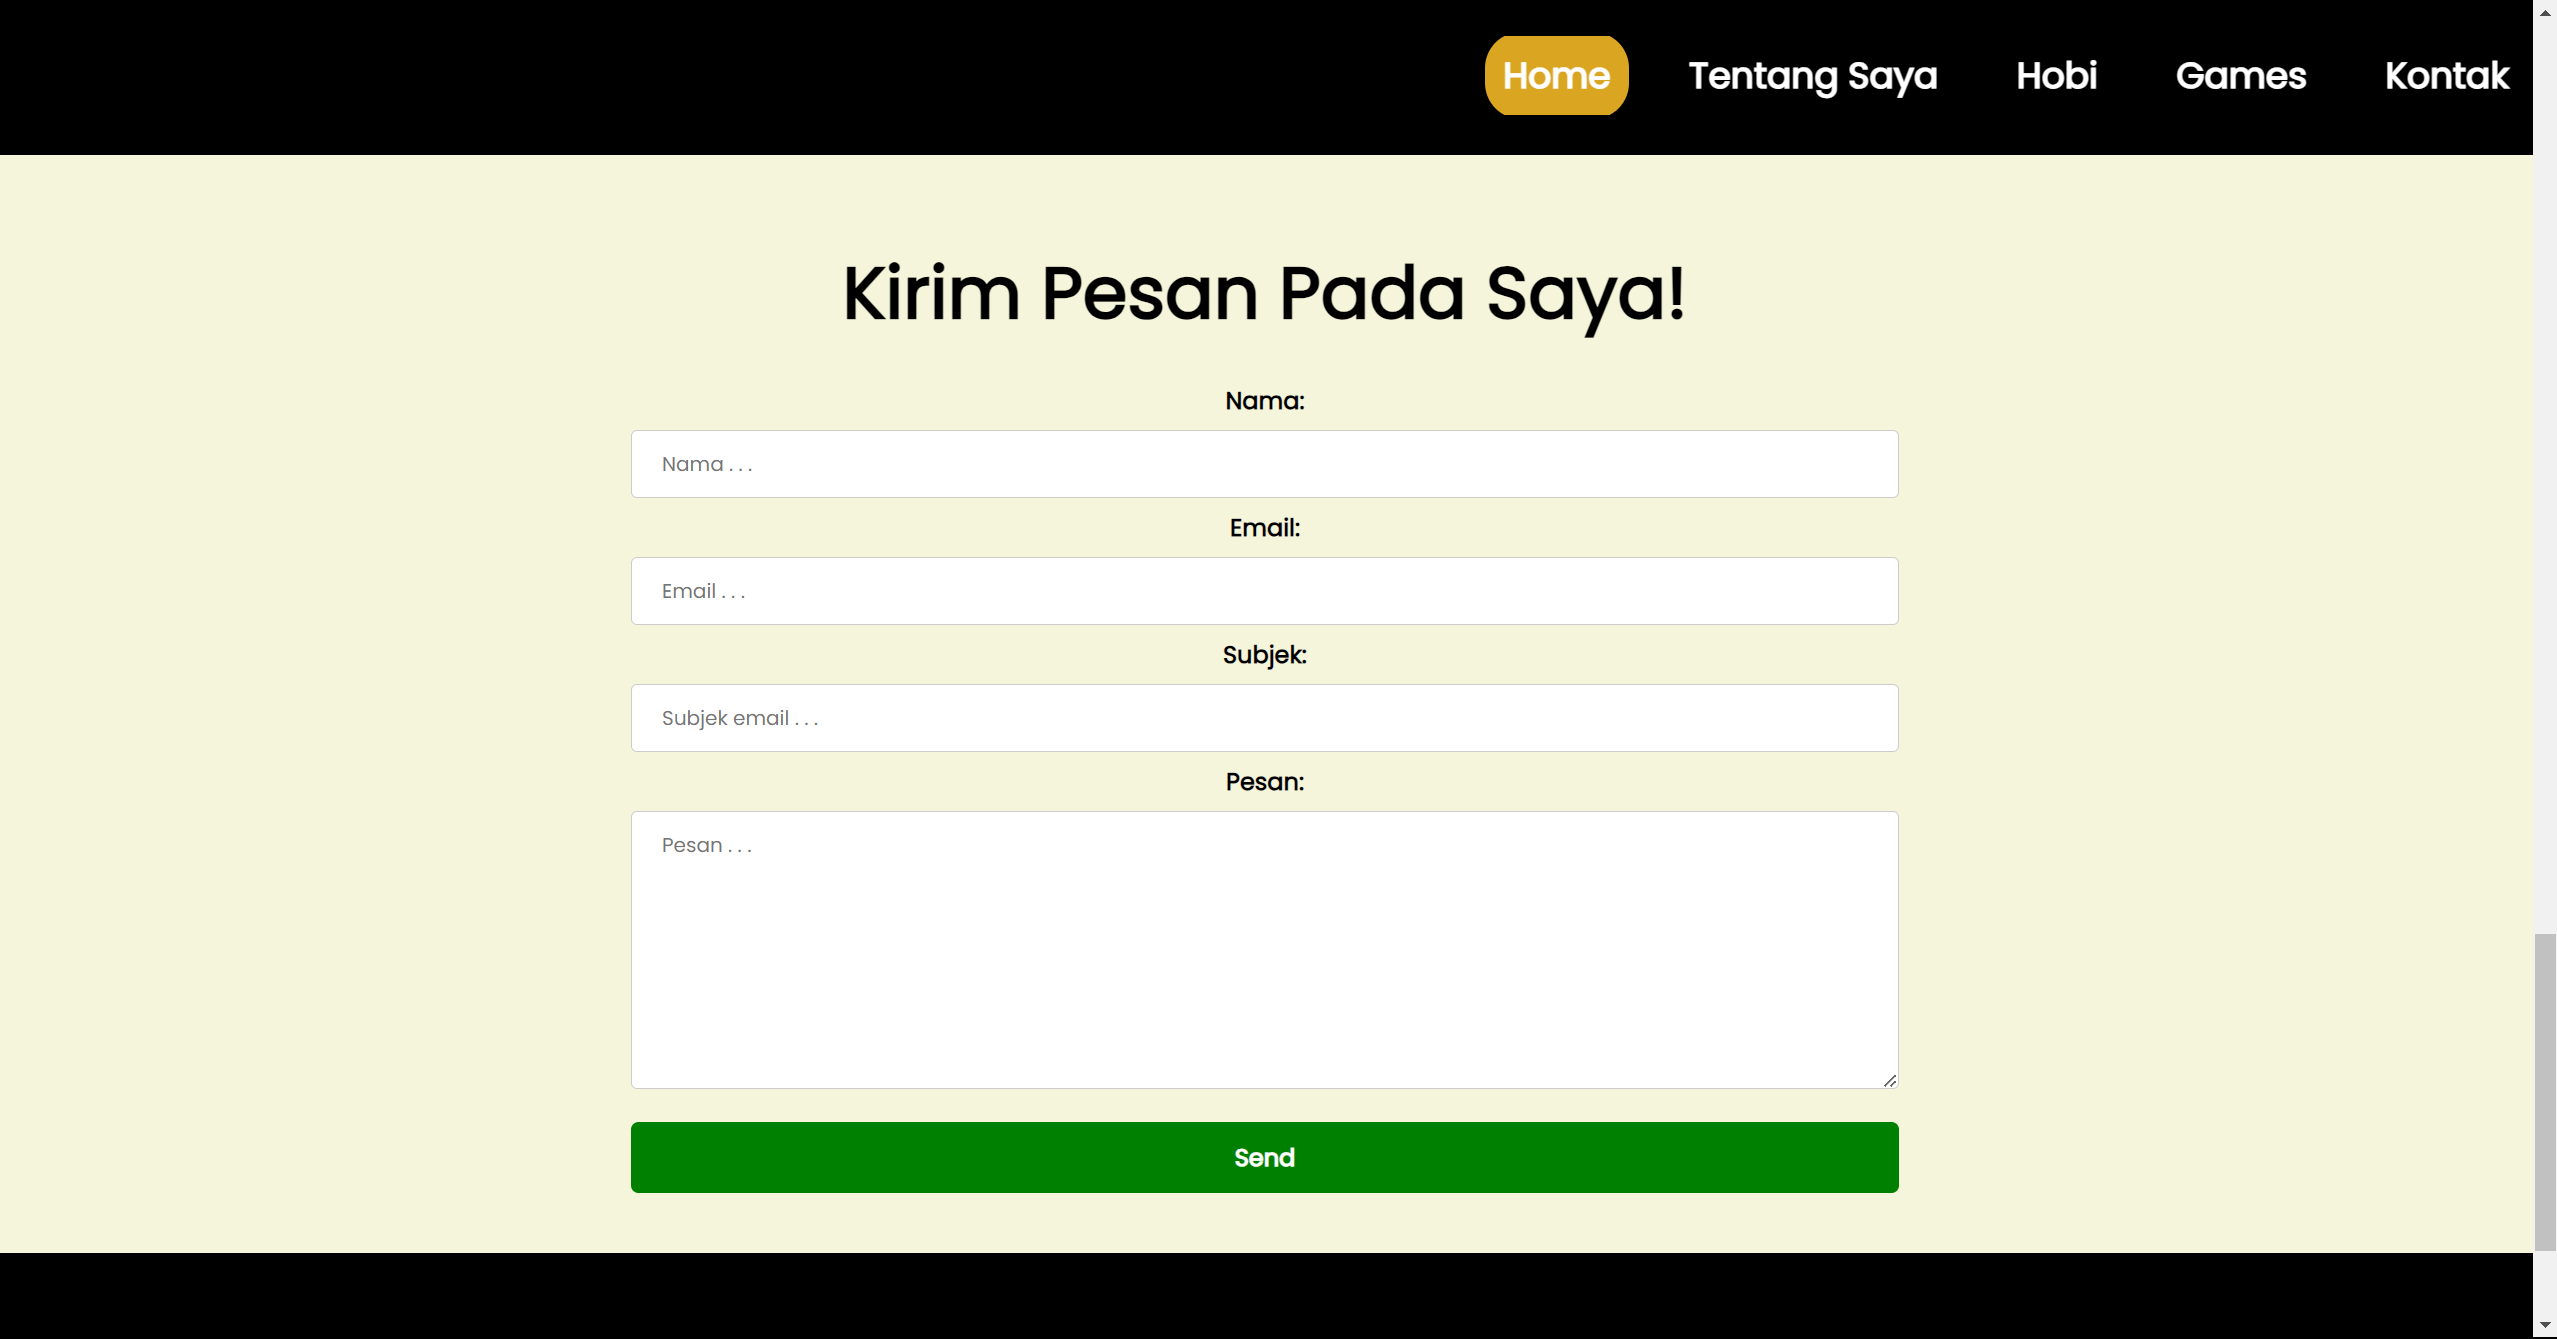 Home Tentang Saya Hobi Games Kontak
Kirim Pesan Pada Saya!
Nama:
Nama . . .
Email:
Email . . .
Subjek:
Subjek email . . .
Pesan:
Pesan . . .
Send